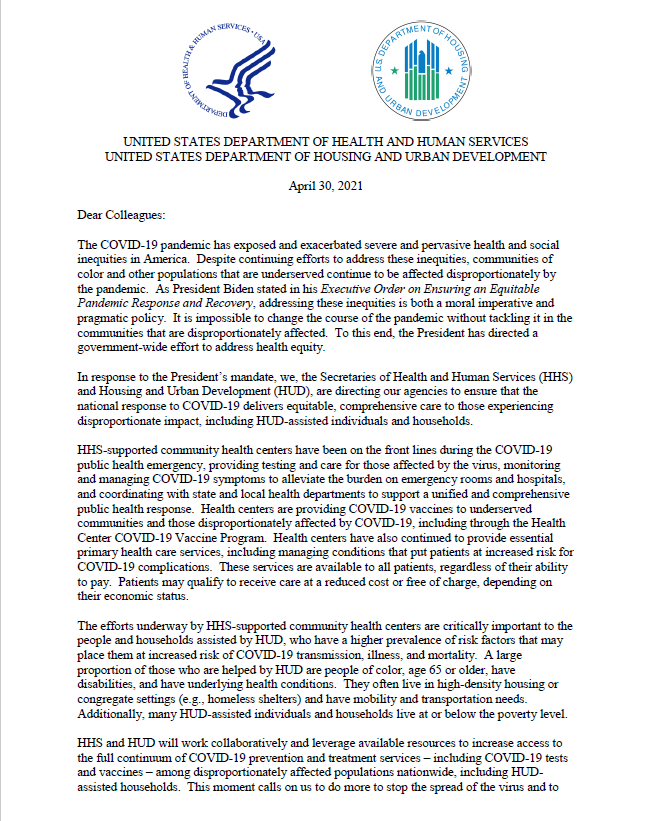 DEPARTMENT OF HEALTH & HUMAN SERVICES • USA
U.S. DEPARTMENT OF HOUSING AND URBAN DEVELOPMENT
UNITED STATES DEPARTMENT OF HEALTH AND HUMAN SERVICES
UNITED STATES DEPARTMENT OF HOUSING AND URBAN DEVELOPMENT
April 30, 2021
Dear Colleagues:
The COVID-19 pandemic has exposed and exacerbated severe and pervasive health and social
inequities in America. Despite continuing efforts to address these inequities, communities of
color and other populations that are underserved continue to be affected disproportionately by
the pandemic. As President Biden stated in his Executive Order on Ensuring an Equitable
Pandemic Response and Recovery, addressing these inequities is both a moral imperative and
pragmatic policy. It is impossible to change the course of the pandemic without tackling it in the
communities that are disproportionately affected. To this end, the President has directed a
government-wide effort to address health equity.
In response to the President's mandate, we, the Secretaries of Health and Human Services (HHS)
and Housing and Urban Development (HUD), are directing our agencies to ensure that the
national response to COVID-19 delivers equitable, comprehensive care to those experiencing
disproportionate impact, including HUD-assisted individuals and households.
HHS-supported community health centers have been on the front lines during the COVID-19
public health emergency, providing testing and care for those affected by the virus, monitoring
and managing COVID-19 symptoms to alleviate the burden on emergency rooms and hospitals,
and coordinating with state and local health departments to support a unified and comprehensive
public health response. Health centers are providing COVID-19 vaccines to underserved
communities and those disproportionately affected by COVID-19, including through the Health
Center COVID-19 Vaccine Program. Health centers have also continued to provide essential
primary health care services, including managing conditions that put patients at increased risk for
COVID-19 complications. These services are available to all patients, regardless of their ability
to pay. Patients may qualify to receive care at a reduced cost or free of charge, depending on
their economic status.
The efforts underway by HHS-supported community health centers are critically important to the
people and households assisted by HUD, who have a higher prevalence of risk factors that may
place them at increased risk of COVID-19 transmission, illness, and mortality. A large
proportion of those who are helped by HUD are people of color, age 65 or older, have
disabilities, and have underlying health conditions. They often live in high-density housing or
congregate settings (e.g., homeless shelters) and have mobility and transportation needs.
Additionally, many HUD-assisted individuals and households live at or below the poverty level.
HHS and HUD will work collaboratively and leverage available resources to increase access to
the full continuum of COVID-19 prevention and treatment services – including COVID-19 tests
and vaccines – among disproportionately affected populations nationwide, including HUD-
assisted households. This moment calls on us to do more to stop the spread of the virus and to